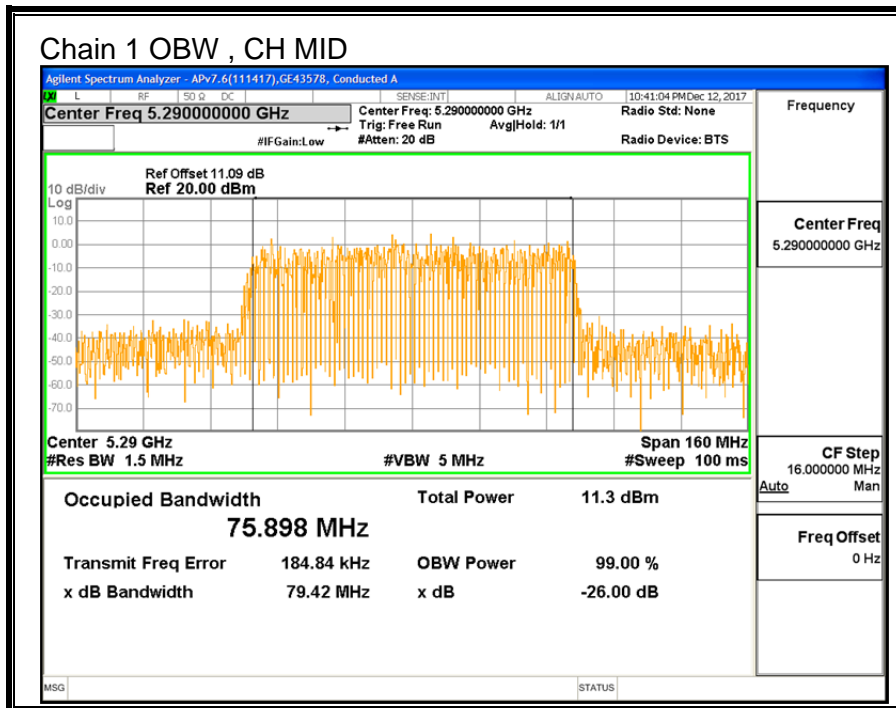 Chain 1 OBW , CH MID
Agilent Spectrum Analyzer - APv7.6(111417),GE43578, Conducted A
LXI L RF 50 Ω DC SENSE:INT ALIGN AUTO 10:41:04 PM Dec 12, 2017
Center Freq 5.290000000 GHz
Center Freq: 5.290000000 GHz
Radio Std: None
Trig: Free Run
Avg|Hold: 1/1
#IFGain:Low
#Atten: 20 dB
Radio Device: BTS
Ref Offset 11.09 dB
10 dB/div
Ref 20.00 dBm
Log
10.0
0.00
-10.0
-20.0
-30.0
-40.0
-50.0
-60.0
-70.0
Center 5.29 GHz
Span 160 MHz
#Res BW 1.5 MHz
#VBW 5 MHz
#Sweep 100 ms
Occupied Bandwidth
Total Power
11.3 dBm
75.898 MHz
Transmit Freq Error
184.84 kHz
OBW Power
99.00 %
x dB Bandwidth
79.42 MHz
x dB
-26.00 dB
MSG
STATUS
Frequency
Center Freq
5.290000000 GHz
CF Step
16.000000 MHz
Auto Man
Freq Offset
0 Hz